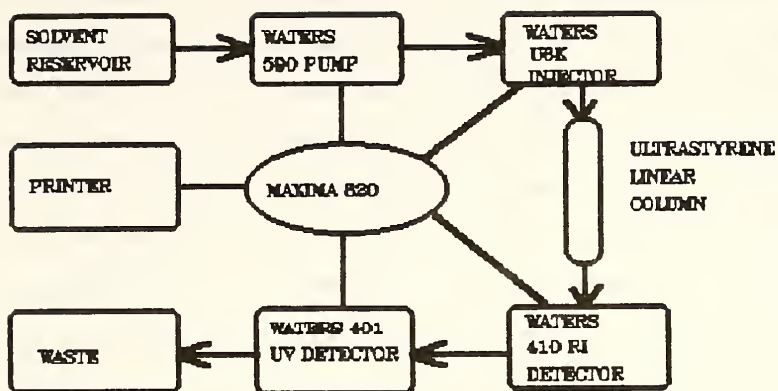 SOLVENT
RESERVOIR
WATERS
590 PUMP
WATERS
U6K
INJECTOR
ULTRASTYRENE
LINEAR
COLUMN
PRINTER
MAXIMA 820
WASTE
WATERS 401
UV DETECTOR
WATERS
410 RI
DETECTOR